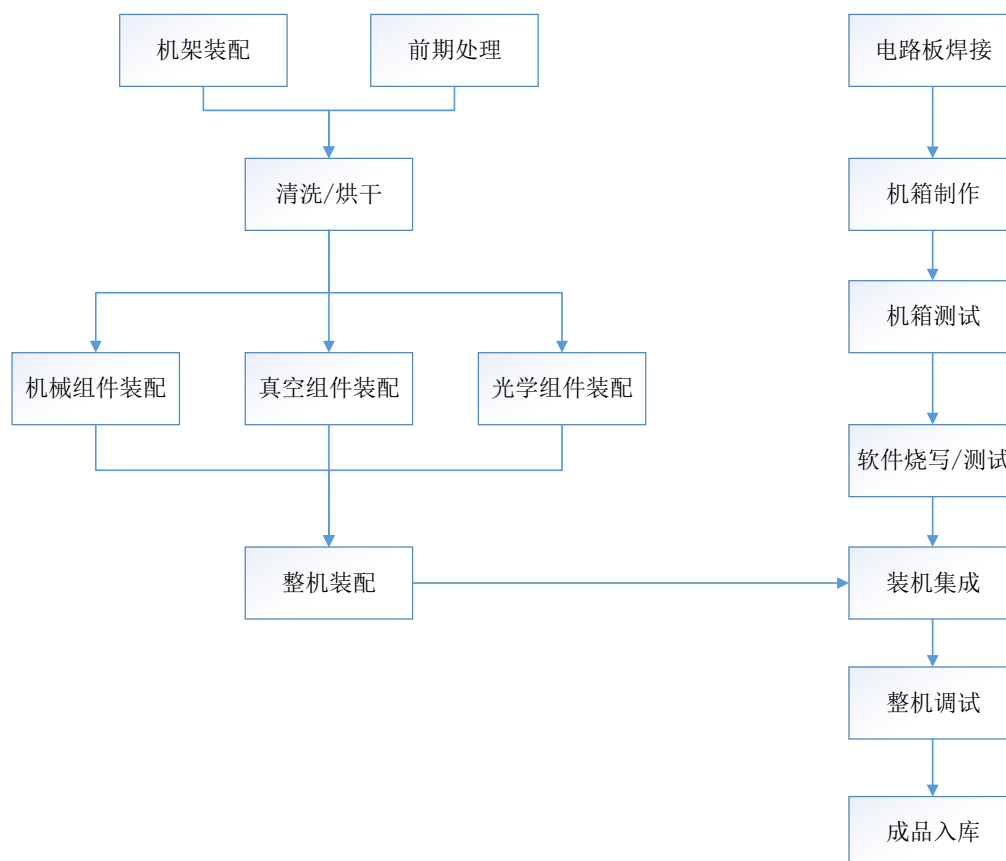 机架装配
前期处理
电路板焊接
清洗/烘干
机箱制作
机箱测试
机械组件装配
真空组件装配
光学组件装配
软件烧写/测试
整机装配
装机集成
整机调试
成品入库